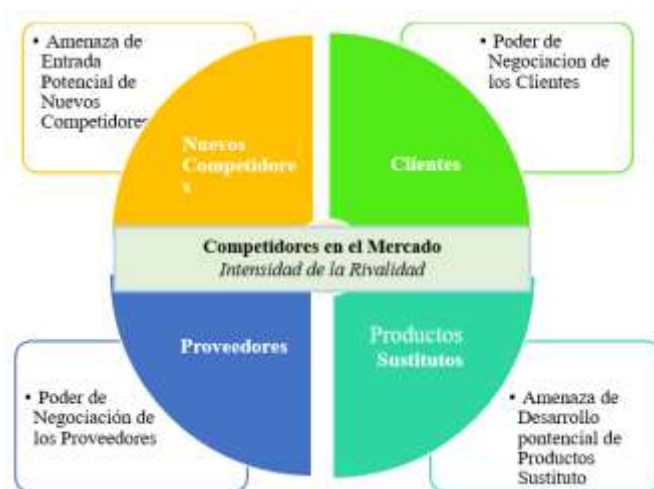 • Amenaza de
Entrada
Potencial de
Nuevos
Competidores
• Poder de
Negociacion de
los Clientes
Nuevos
Competidore
s
Clientes
Competidores en el Mercado
Intensidad de la Rivalidad
Proveedores
Productos
Sustitutos
• Poder de
Negociación de
los Proveedores
• Amenaza de
Desarrollo
pontencial de
Productos
Sustituto